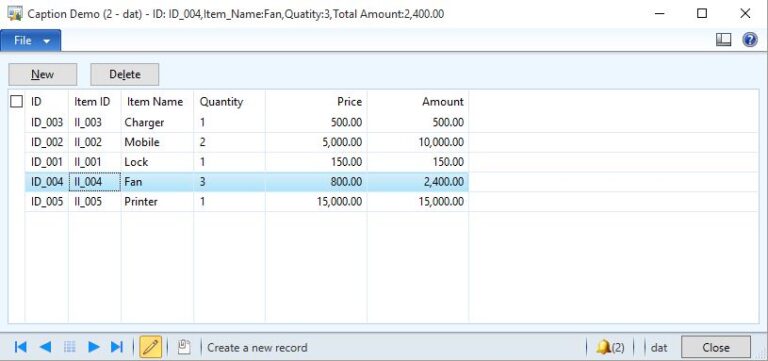 Caption Demo (2 - dat) - ID: ID_004,Item_Name:Fan,Quatity:3,Total Amount:2,400.00
File
New Delete
ID Item ID Item Name Quantity Price Amount
ID_003 II_003 Charger 1 500.00 500.00
ID_002 II_002 Mobile 2 5,000.00 10,000.00
ID_001 II_001 Lock 1 150.00 150.00
ID_004 II_004 Fan 3 800.00 2,400.00
ID_005 II_005 Printer 1 15,000.00 15,000.00
Create a new record (2) dat Close